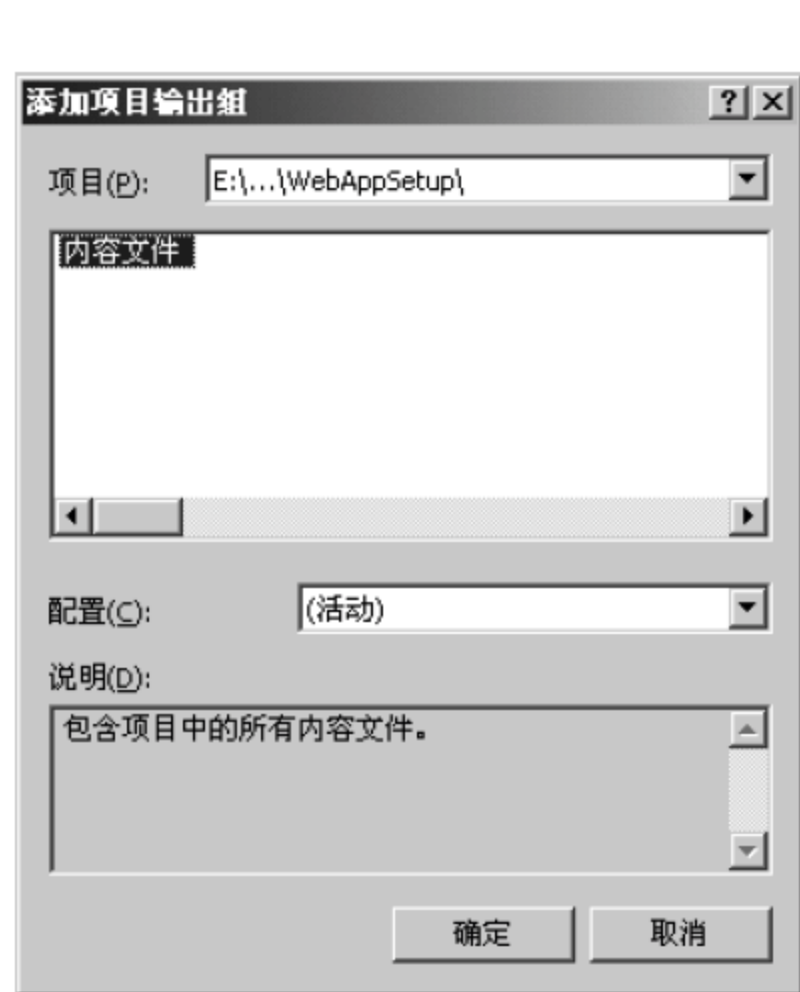 添加项目输出组
项目(P): E:\...\WebAppSetup\
内容文件
配置(C): (活动)
说明(D):
包含项目中的所有内容文件。
确定 取消